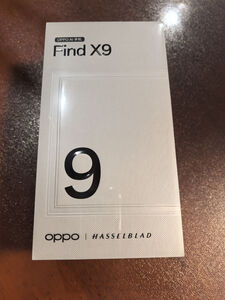 OPPO AI 手机
Find X9
9
oppo | HASSELBLAD